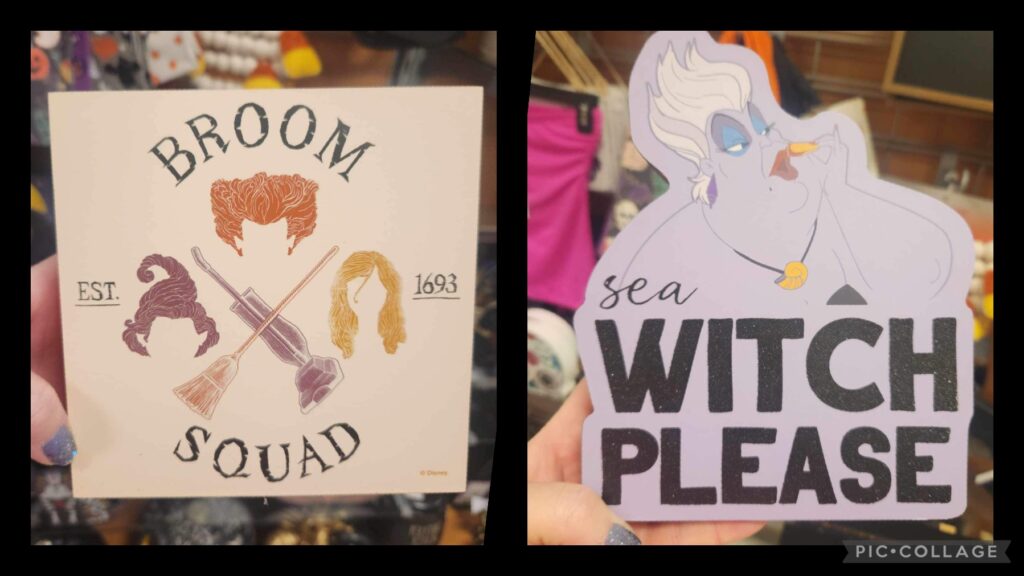 BROOM
EST. 1693
SQUAD
© Disney
sea
WITCH
PLEASE
PIC•COLLAGE